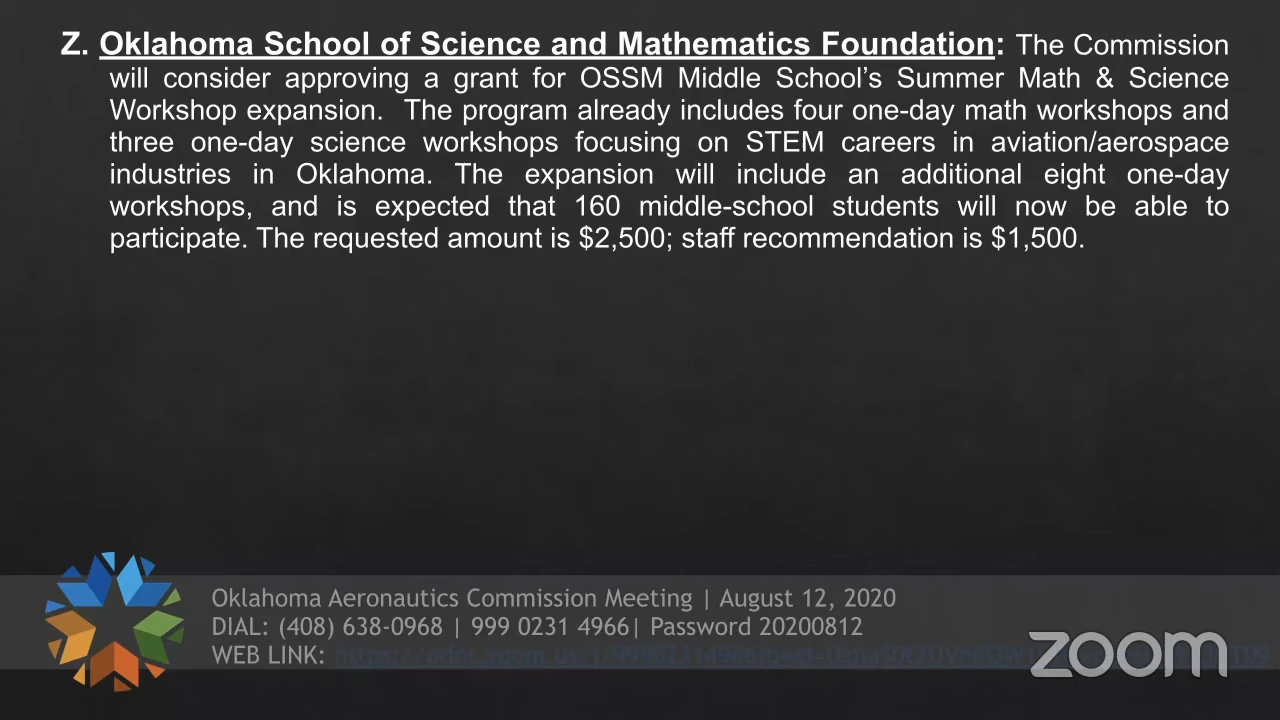 Z. Oklahoma School of Science and Mathematics Foundation: The Commission
will consider approving a grant for OSSM Middle School's Summer Math & Science
Workshop expansion. The program already includes four one-day math workshops and
three one-day science workshops focusing on STEM careers in aviation/aerospace
industries in Oklahoma. The expansion will include an additional eight one-day
workshops, and is expected that 160 middle-school students will now be able to
participate. The requested amount is $2,500; staff recommendation is $1,500.
Oklahoma Aeronautics Commission Meeting | August 12, 2020
DIAL: (408) 638-0968 | 999 0231 4966| Password 20200812
WEB LINK:
zoom